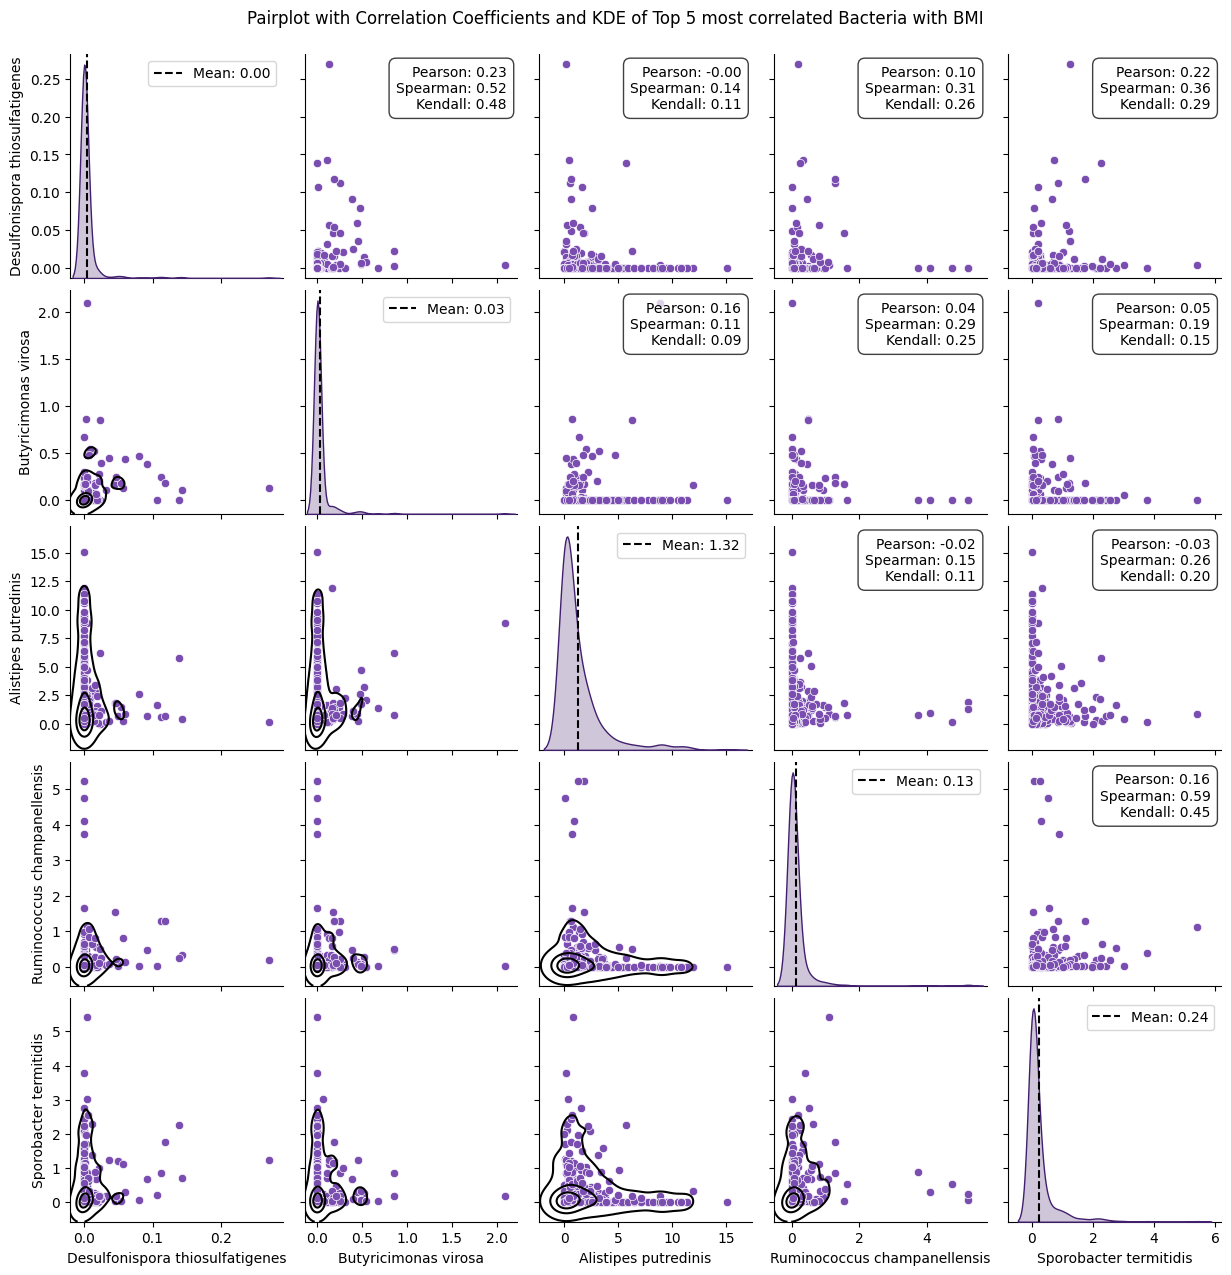 Pairplot with Correlation Coefficients and KDE of Top 5 most correlated Bacteria with BMI
Desulfonispora thiosulfatigenes
0.25
0.20
0.15
0.10
0.05
0.00
Mean: 0.00
Pearson: 0.23
Spearman: 0.52
Kendall: 0.48
Pearson: -0.00
Spearman: 0.14
Kendall: 0.11
Pearson: 0.10
Spearman: 0.31
Kendall: 0.26
Pearson: 0.22
Spearman: 0.36
Kendall: 0.29
Butyricimonas virosa
2.0
1.5
1.0
0.5
0.0
Mean: 0.03
Pearson: 0.16
Spearman: 0.11
Kendall: 0.09
Pearson: 0.04
Spearman: 0.29
Kendall: 0.25
Pearson: 0.05
Spearman: 0.19
Kendall: 0.15
Alistipes putredinis
15.0
12.5
10.0
7.5
5.0
2.5
0.0
Mean: 1.32
Pearson: -0.02
Spearman: 0.15
Kendall: 0.11
Pearson: -0.03
Spearman: 0.26
Kendall: 0.20
Ruminococcus champanellensis
5
4
3
2
1
0
Mean: 0.13
Pearson: 0.16
Spearman: 0.59
Kendall: 0.45
Sporobacter termitidis
5
4
3
2
1
0
Mean: 0.24
0.0 0.1 0.2
0.0 0.5 1.0 1.5 2.0
0 5 10 15
0 2 4
0 2 4 6
Desulfonispora thiosulfatigenes
Butyricimonas virosa
Alistipes putredinis
Ruminococcus champanellensis
Sporobacter termitidis